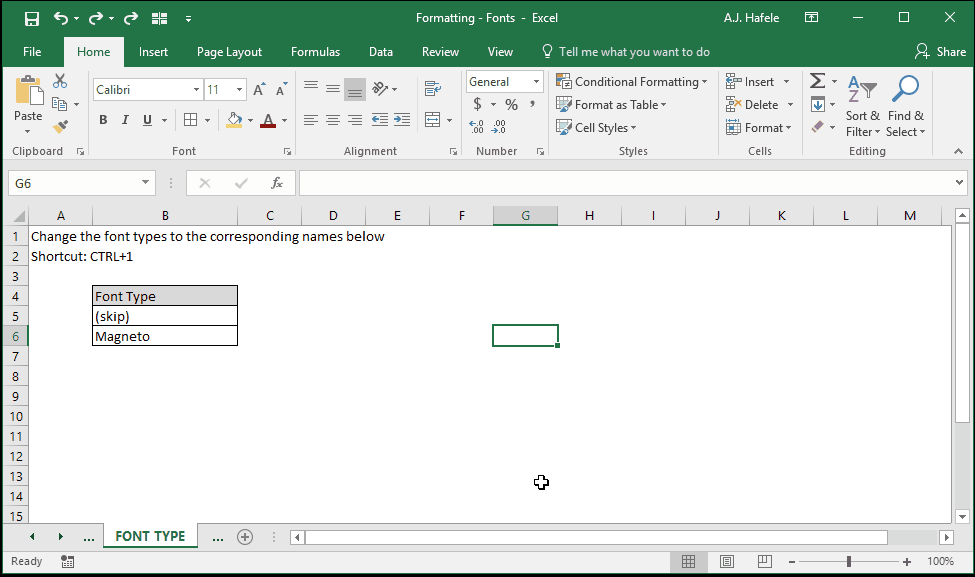 Formatting - Fonts - Excel
A.J. Hafele
File Home Insert Page Layout Formulas Data Review View Tell me what you want to do Share
Paste
Calibri 11
B I U
A A
A
General
$ % ,
.00
.00
Conditional Formatting
Format as Table
Cell Styles
Insert
Delete
Format
Σ
A
Z
Sort & Filter
Find & Select
Clipboard Font Alignment Number Styles Cells Editing
G6
fx
A B C D E F G H I J K L M
1 Change the font types to the corresponding names below
2 Shortcut: CTRL+1
3
4 Font Type
5 (skip)
6 Magneto
7
8
9
10
11
12
13
14
15
... FONT TYPE ...
Ready
100%